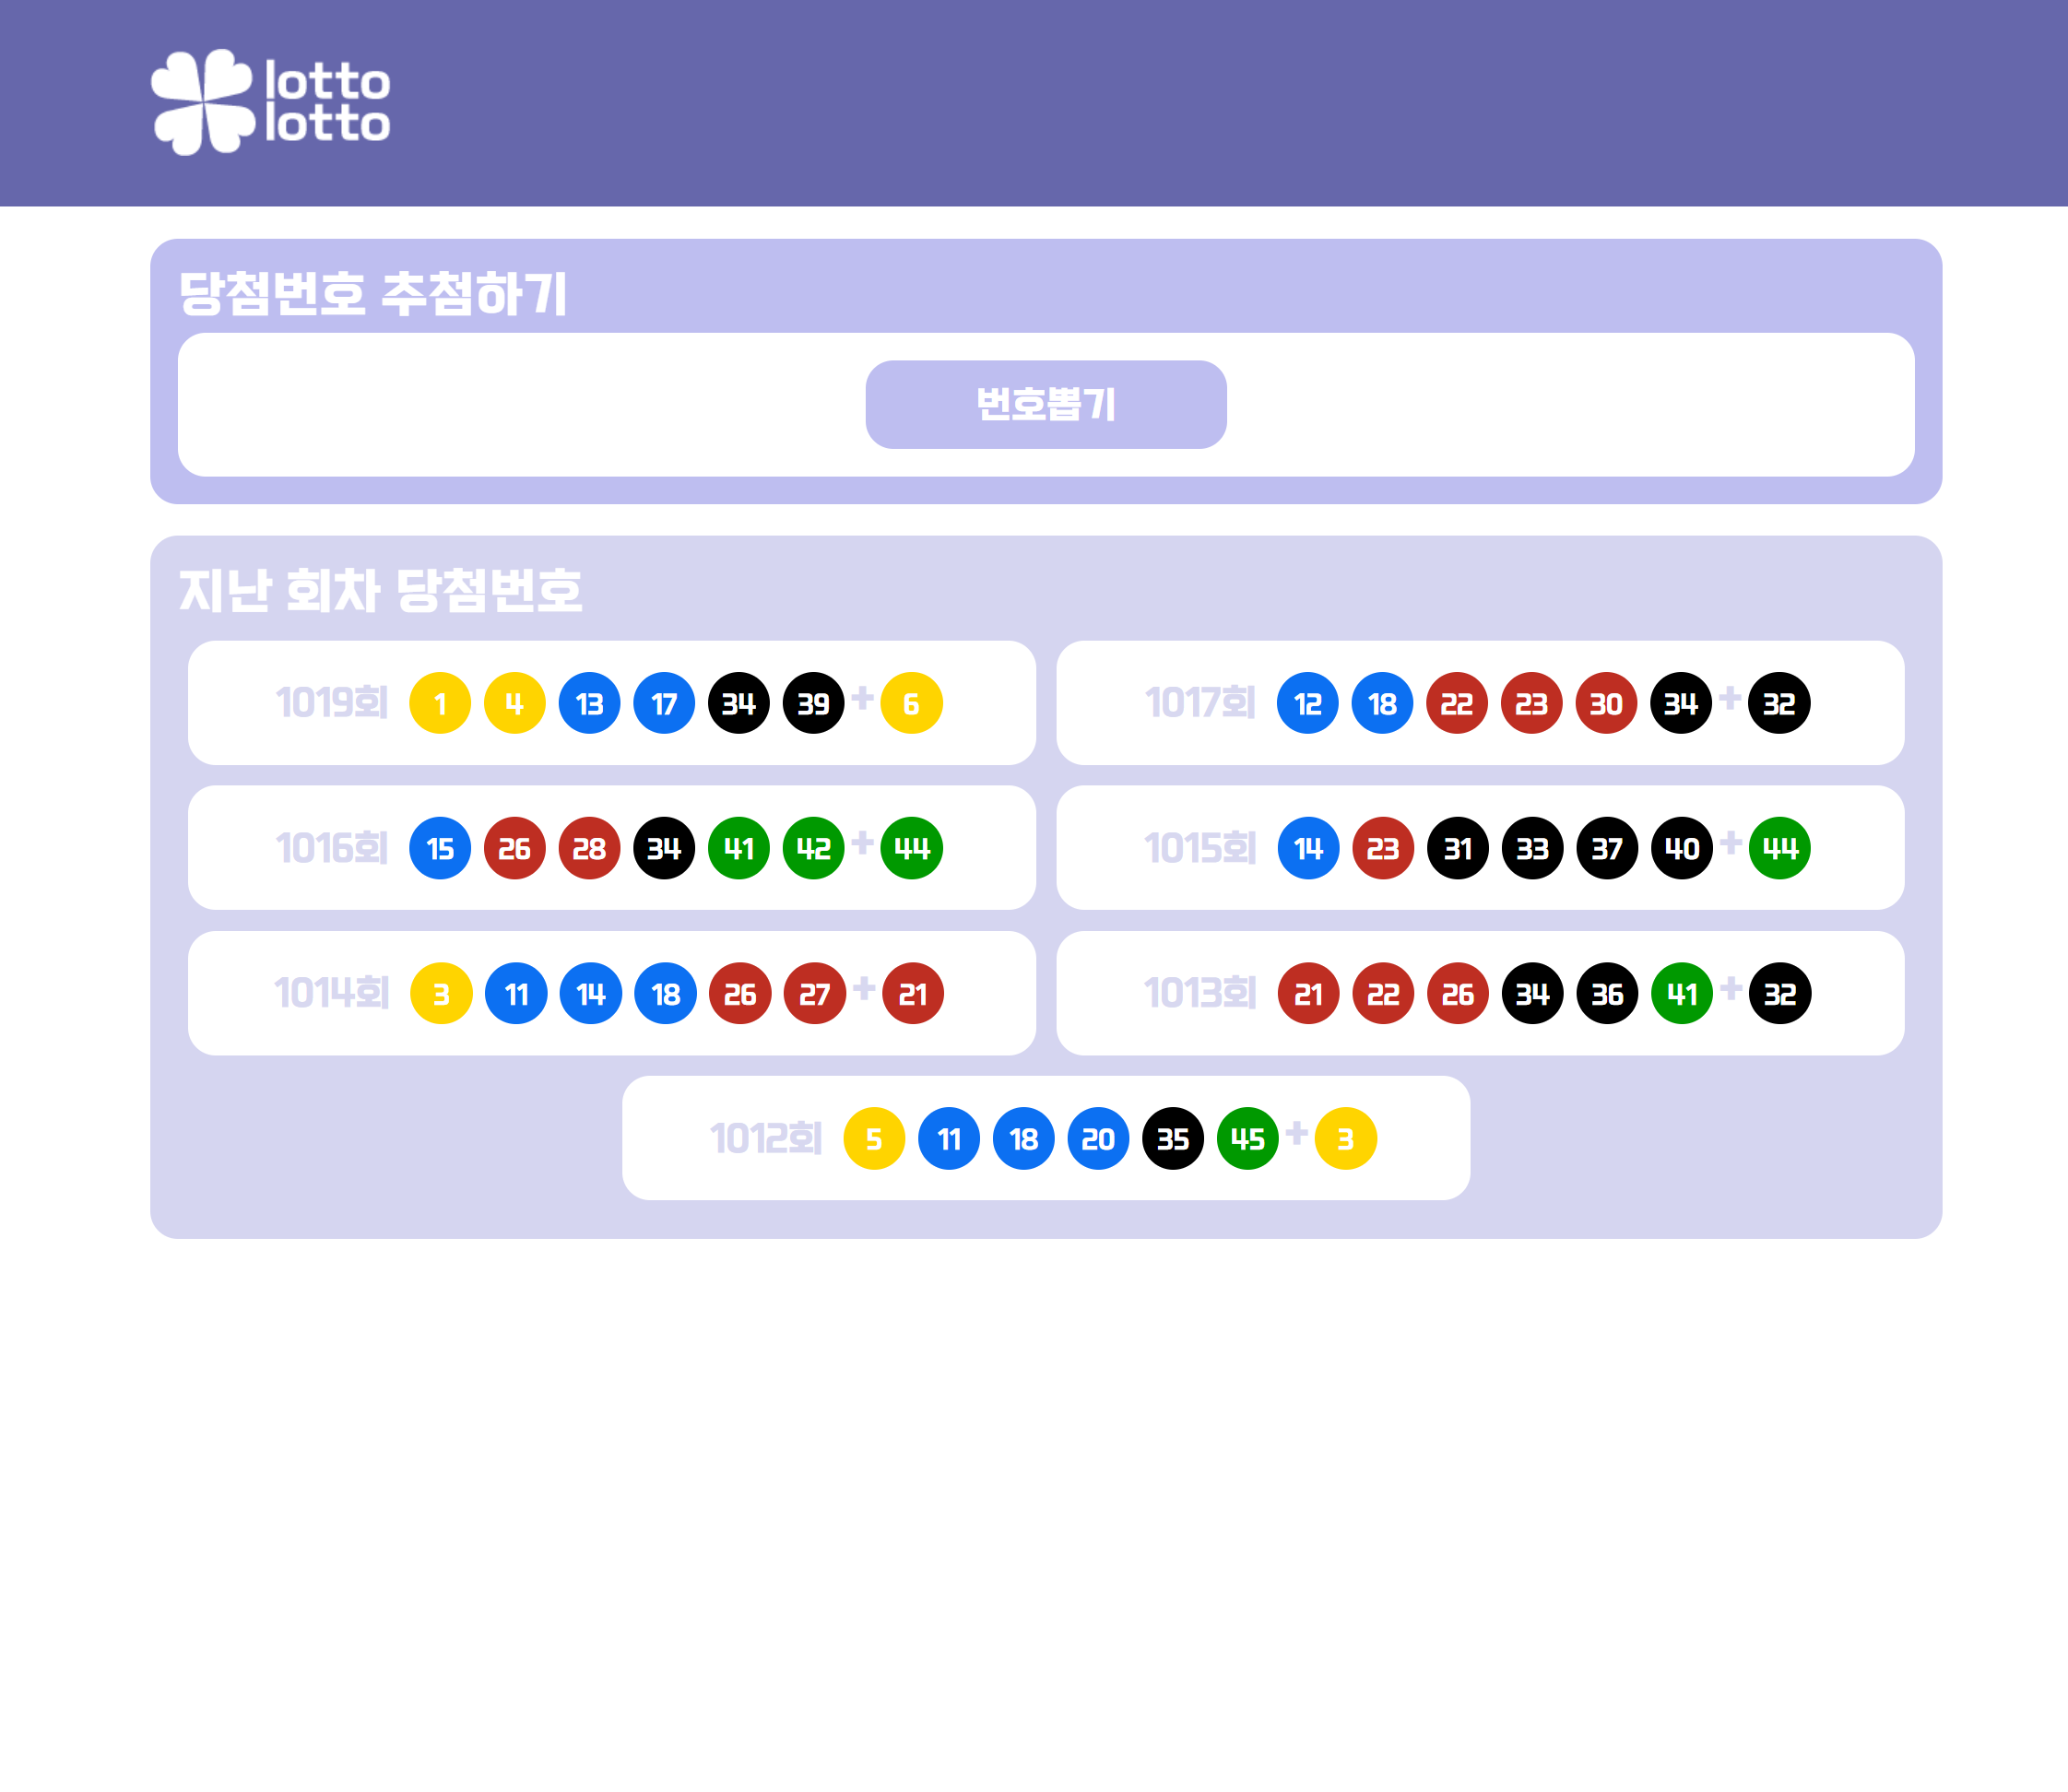 lotto
lotto
당첨번호 추첨하기
번호뽑기
지난 회차 당첨번호
1019회 1 4 13 17 34 39 + 6
1017회 12 18 22 23 30 34 + 32
1016회 15 26 28 34 41 42 + 44
1015회 14 23 31 33 37 40 + 44
1014회 3 11 14 18 26 27 + 21
1013회 21 22 26 34 36 41 + 32
1012회 5 11 18 20 35 45 + 3